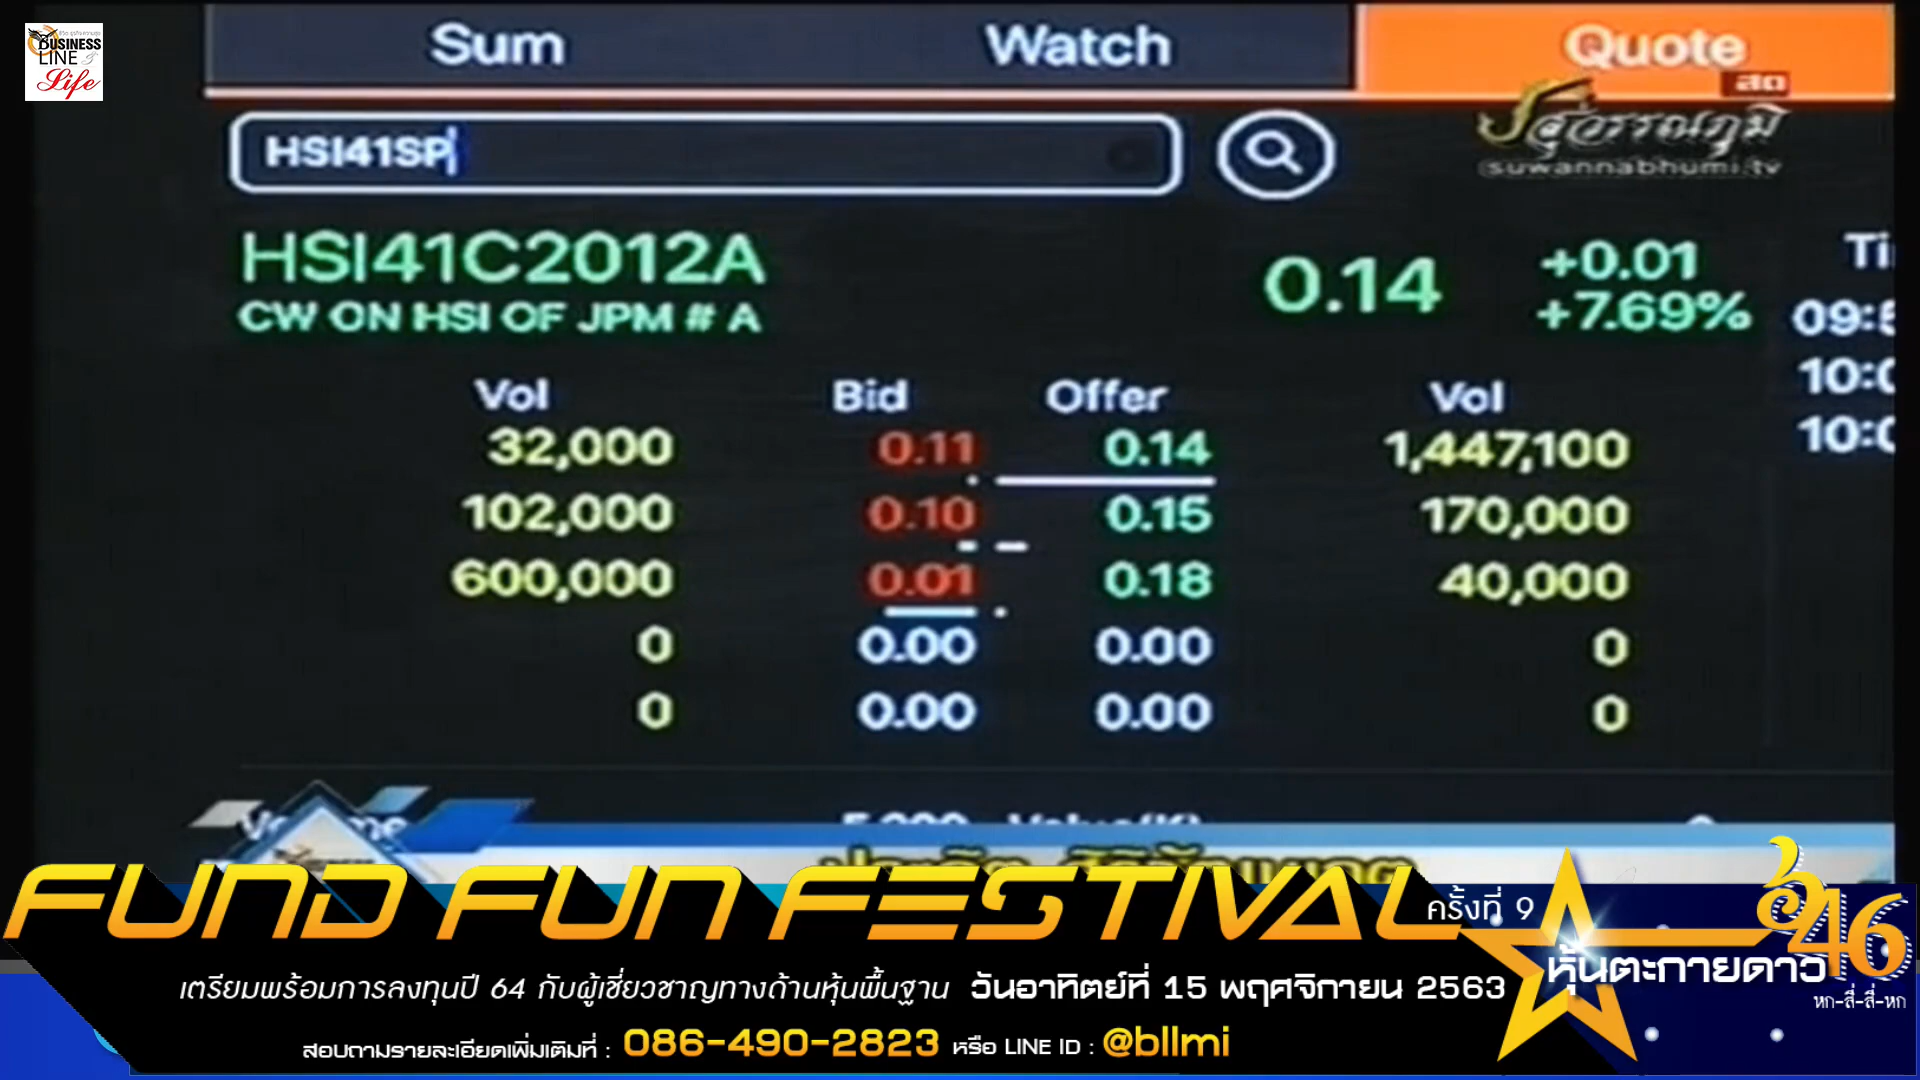 BUSINESS
LINE &
Life
Sum Watch Quote
สด
สุวรรณภูมิ
suwannabhumi.tv
HSI41SP
HSI41C2012A 0.14 +0.01
CW ON HSI OF JPM # A +7.69%
Vol Bid Offer Vol
32,000 0.11 0.14 1,447,100
102,000 0.10 0.15 170,000
600,000 0.01 0.18 40,000
0 0.00 0.00 0
0 0.00 0.00 0
FUND FUN FESTIVAL ครั้งที่ 9
หุ้นตะกายดาว
เตรียมพร้อมการลงทุนปี 64 กับผู้เชี่ยวชาญทางด้านหุ้นพื้นฐาน วันอาทิตย์ที่ 15 พฤศจิกายน 2563
หก-สี่-สี่-หก
สอบถามรายละเอียดเพิ่มเติมที่ : 086-490-2823 หรือ LINE ID : @bllmi